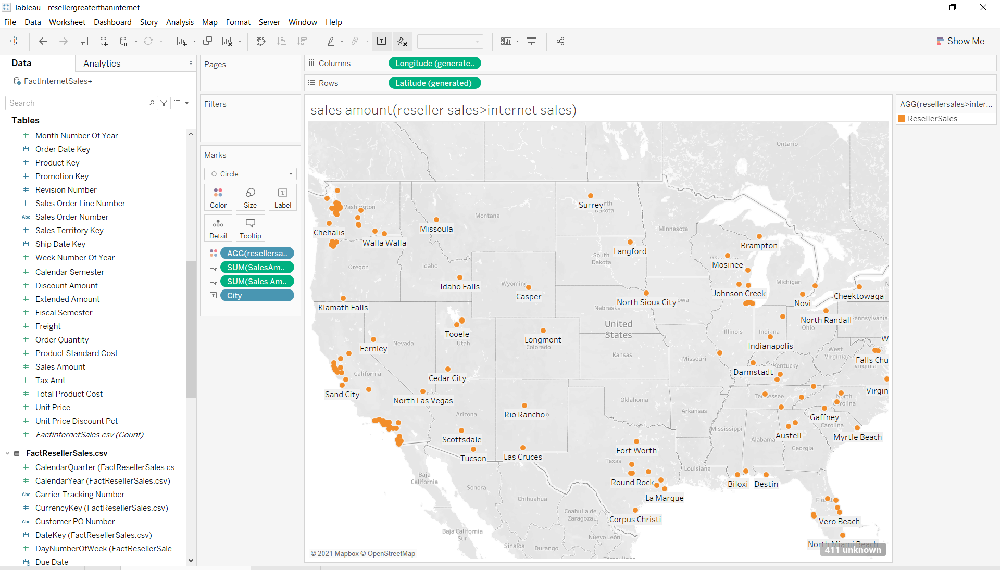 Tableau - resellergreaterthaninternet
File Data Worksheet Dashboard Story Analysis Map Format Server Window Help
Show Me
Data
Analytics
FactInternetSales+
Search
Tables
Month Number Of Year
Order Date Key
Product Key
Promotion Key
Revision Number
Sales Order Line Number
Abc Sales Order Number
Sales Territory Key
Ship Date Key
Week Number Of Year
Calendar Semester
Discount Amount
Extended Amount
Fiscal Semester
Freight
Order Quantity
Product Standard Cost
Sales Amount
Tax Amt
Total Product Cost
Unit Price
Unit Price Discount Pct
FactInternetSales.csv (Count)
FactResellerSales.csv
CalendarQuarter (FactResellerSales.cs...
CalendarYear (FactResellerSales.csv)
Abc Carrier Tracking Number
CurrencyKey (FactResellerSales.csv)
Abc Customer PO Number
DateKey (FactResellerSales.csv)
DayNumberOfWeek (FactResellerSale...
Due Date
Pages
Filters
Marks
Circle
Color
Size
Label
Detail
Tooltip
AGG(resellersa..
SUM(SalesAm..
SUM(Sales Am..
City
Columns
Longitude (generate..
Rows
Latitude (generated)
sales amount(reseller sales>internet sales)
Ontario
Washington
Surrey
Dakota
Montana
Missoula
Chehalis
Minnesota
Walla Walla
Brampton
Langford
South
Dakota
Wisconsin
Mosinee
Oregon
Idaho
Michigan
Idaho Falls
Wyoming
Casper
Johnson Creek
Cheektowaga
North Sioux City
Novi
Klamath Falls
Nebraska
North Randall
Pennsylvania
Ohio
United
States
Tooele
Utah
Longmont
Colorado
Illinois
Indiana
Indianapolis
Fernley
Nevada
Kansas
Missouri
West
Virginia
Falls Chu
Virginia
Kentucky
Darmstadt
California
Cedar City
Sand City
Virgin
North Las Vegas
Oklahoma
Tennessee
North
Carolina
Arizona
Rio Rancho
Arkansas
Gaffney
Carolina
Mississippi
Austell
Myrtle Beach
Scottsdale
Alabama
Georgia
Fort Worth
Tucson
Las Cruces
Texas
Louisiana
Baja
California
Round Rock
Biloxi
Destin
Sonora
Chihuahua
La Marque
Coahuila de
Zaragoza
Corpus Christi
Vero Beach
Baja California
Sur
Nuevo León
Sinaloa
Durango
North Miami Beach
411 unknown
© 2021 Mapbox © OpenStreetMap
AGG(resellersales>inter...
ResellerSales